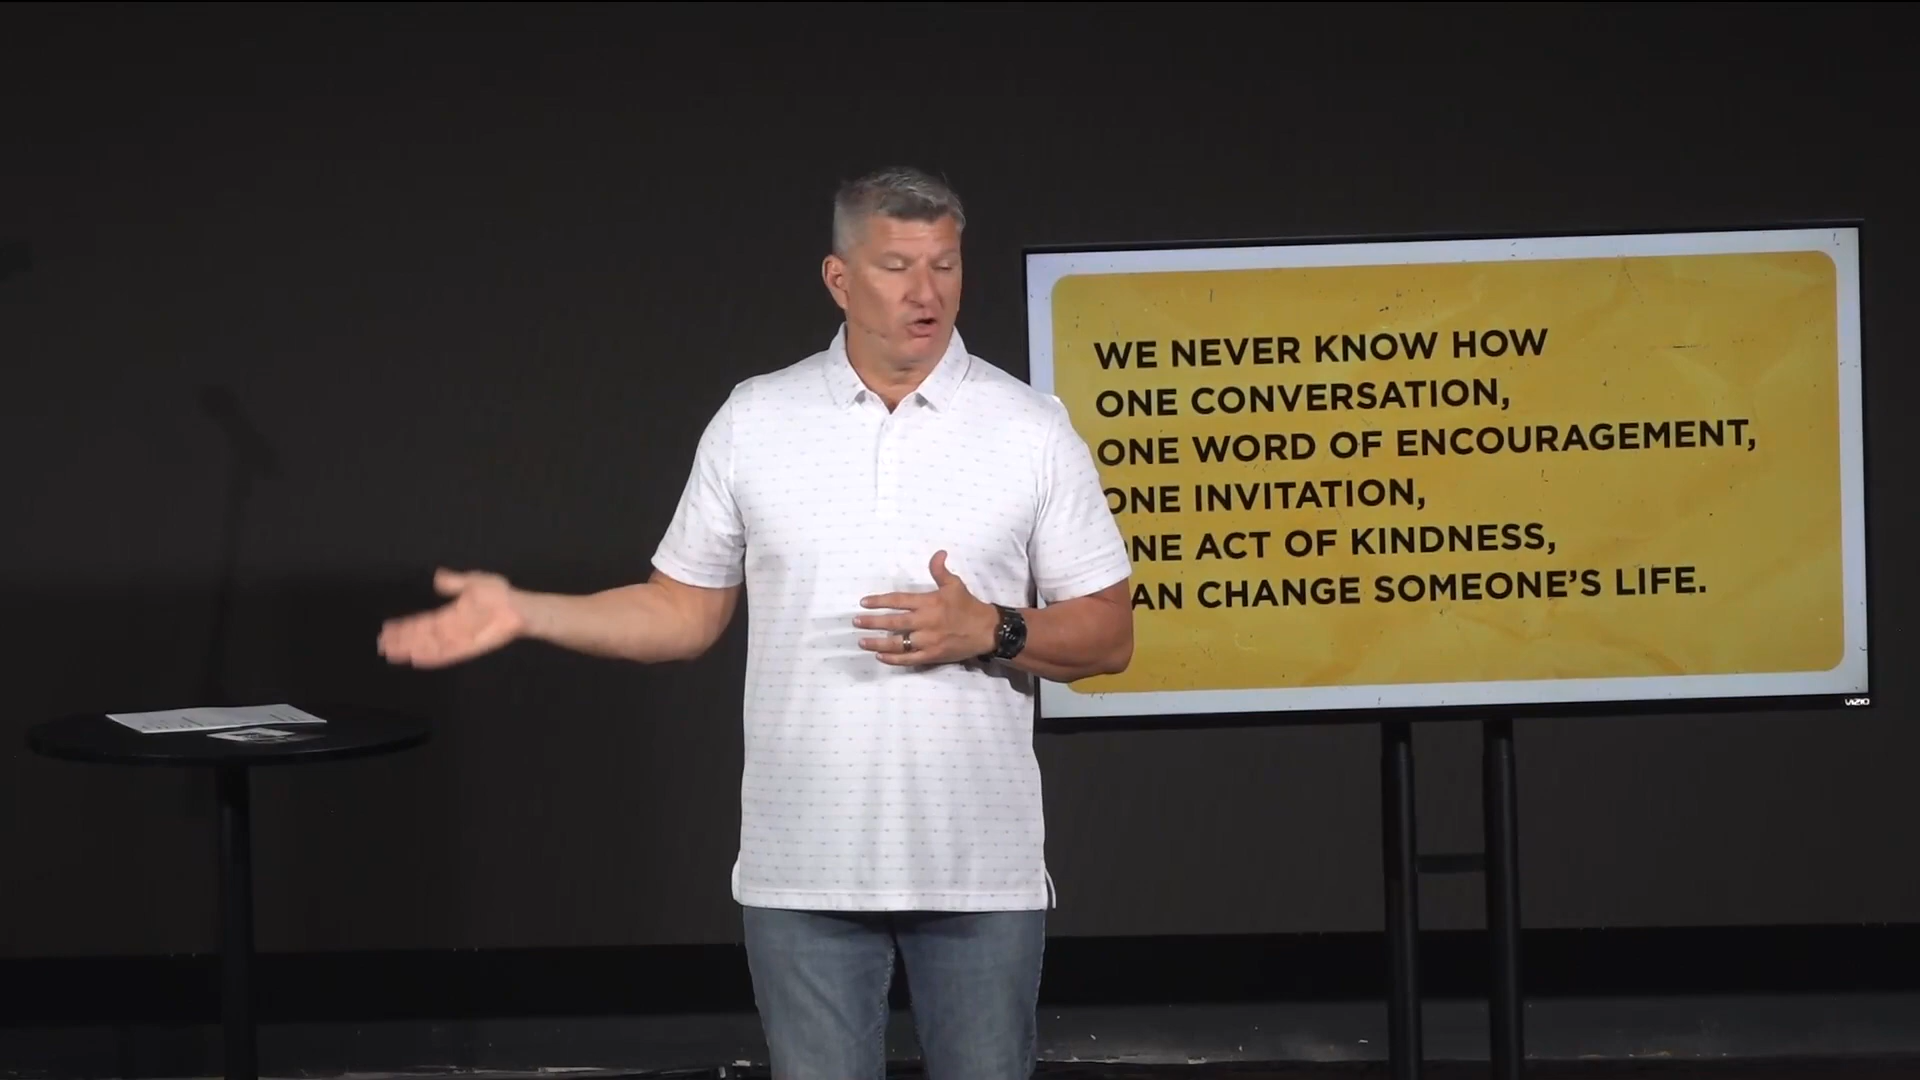 WE NEVER KNOW HOW
ONE CONVERSATION,
ONE WORD OF ENCOURAGEMENT,
ONE INVITATION,
ONE ACT OF KINDNESS,
AN CHANGE SOMEONE'S LIFE.
VIZIO